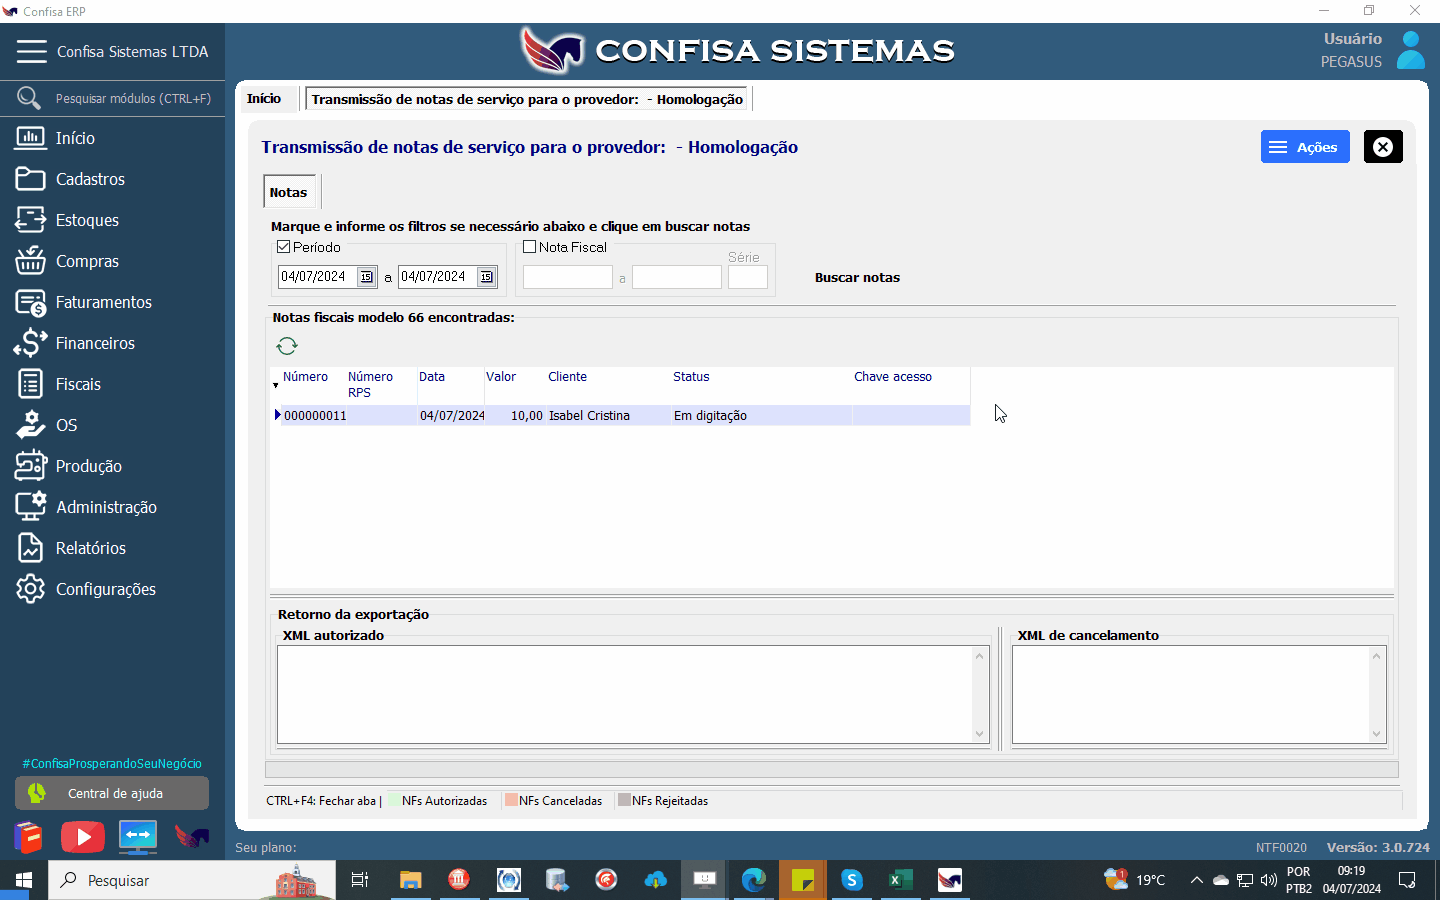 Confisa ERP
Confisa Sistemas LTDA
CONFISA SISTEMAS
Usuário
PEGASUS
Pesquisar módulos (CTRL+F)
Início
Cadastros
Estoques
Compras
Faturamentos
Financeiros
Fiscais
OS
Produção
Administração
Relatórios
Configurações
#ConfisaProsperandoSeuNegócio
Central de ajuda
Início
Transmissão de notas de serviço para o provedor:  - Homologação
Transmissão de notas de serviço para o provedor:  - Homologação
Ações
Notas
Marque e informe os filtros se necessário abaixo e clique em buscar notas
Período
04/07/2024 15 a 04/07/2024 15
Nota Fiscal
Série
a
Buscar notas
Notas fiscais modelo 66 encontradas:
Número Número RPS Data Valor Cliente Status Chave acesso
000000011 04/07/2024 10,00 Isabel Cristina Em digitação
Retorno da exportação
XML autorizado
XML de cancelamento
CTRL+F4: Fechar aba | NFs Autorizadas NFs Canceladas NFs Rejeitadas
Seu plano:
NTF0020 Versão: 3.0.724
Pesquisar
1
19°C
POR
PTB2
09:19
04/07/2024